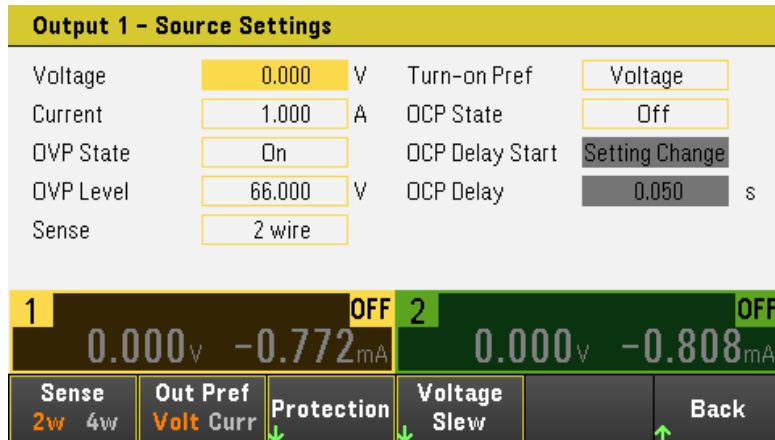 Output 1 – Source Settings
Voltage 0.000 V Turn-on Pref Voltage
Current 1.000 A OCP State Off
OVP State On OCP Delay Start Setting Change
OVP Level 66.000 V OCP Delay 0.050 s
Sense 2 wire
1 OFF 2 OFF
0.000V -0.772mA 0.000V -0.808mA
Sense Out Pref Protection Voltage Back
2w 4w Volt Curr Slew